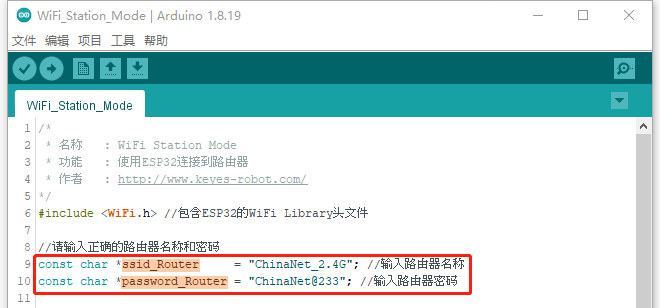 WiFi_Station_Mode | Arduino 1.8.19
文件 编辑 项目 工具 帮助
WiFi_Station_Mode
1 /*
2 * 名称 : WiFi Station Mode
3 * 功能 : 使用ESP32连接到路由器
4 * 作者 : http://www.keyes-robot.com/
5 */
6 #include <WiFi.h> //包含ESP32的WiFi Library头文件
7
8 //请输入正确的路由器名称和密码
9 const char *ssid_Router = "ChinaNet_2.4G"; //输入路由器名称
10 const char *password_Router = "ChinaNet@233"; //输入路由器密码
11